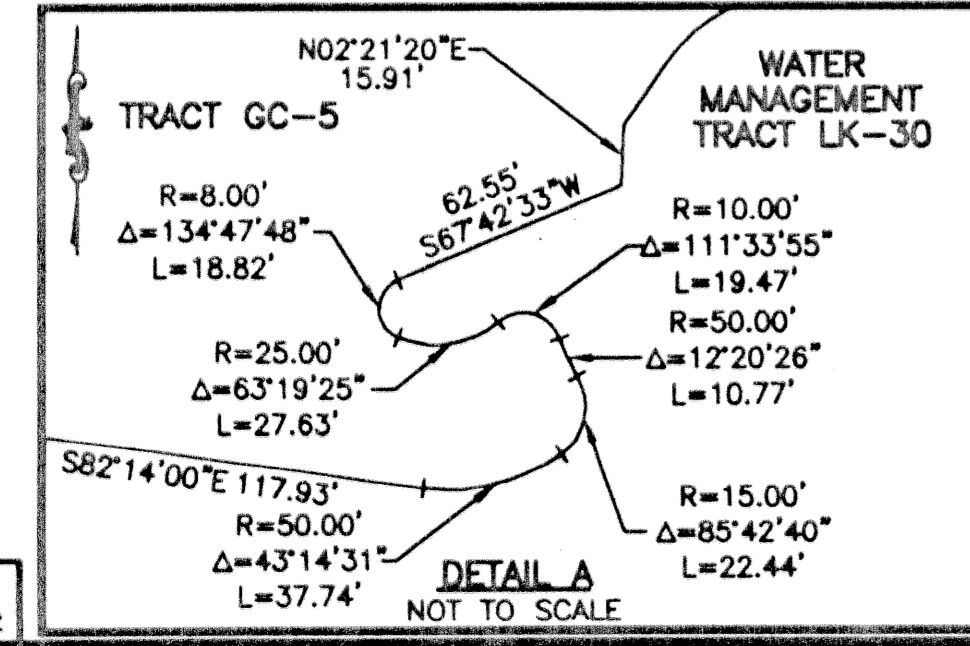 N02°21'20"E
15.91'
WATER
MANAGEMENT
TRACT LK-30
TRACT GC-5
62.55'
S67°42'33"W
R=8.00'
Δ=134°47'48"
L=18.82'
R=10.00'
Δ=111°33'55"
L=19.47'
R=50.00'
Δ=12°20'26"
L=10.77'
R=25.00'
Δ=63°19'25"
L=27.63'
S82°14'00"E 117.93'
R=50.00'
Δ=43°14'31"
L=37.74'
R=15.00'
Δ=85°42'40"
L=22.44'
DETAIL A
NOT TO SCALE